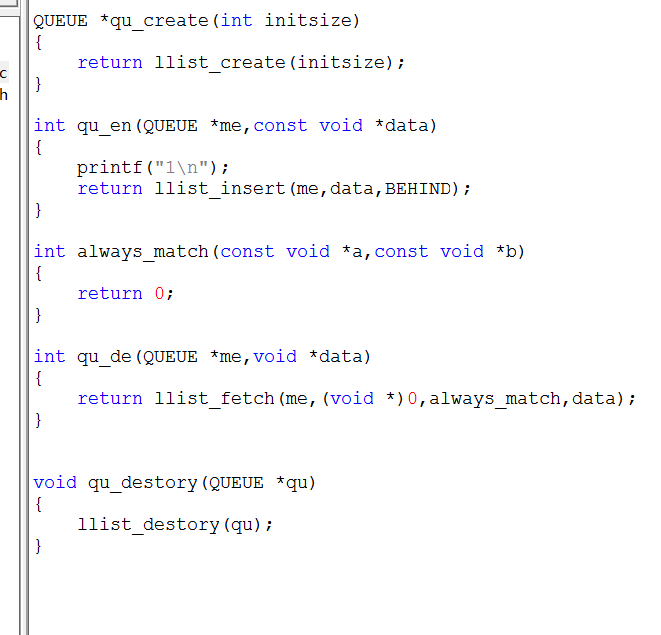 QUEUE *qu_create(int initsize)
{
    return llist_create(initsize);
}
c
h
int qu_en(QUEUE *me,const void *data)
{
    printf("1\n");
    return llist_insert(me,data,BEHIND);
}
int always_match(const void *a,const void *b)
{
    return 0;
}
int qu_de(QUEUE *me,void *data)
{
    return llist_fetch(me,(void *)0,always_match,data);
}
void qu_destory(QUEUE *qu)
{
    llist_destory(qu);
}